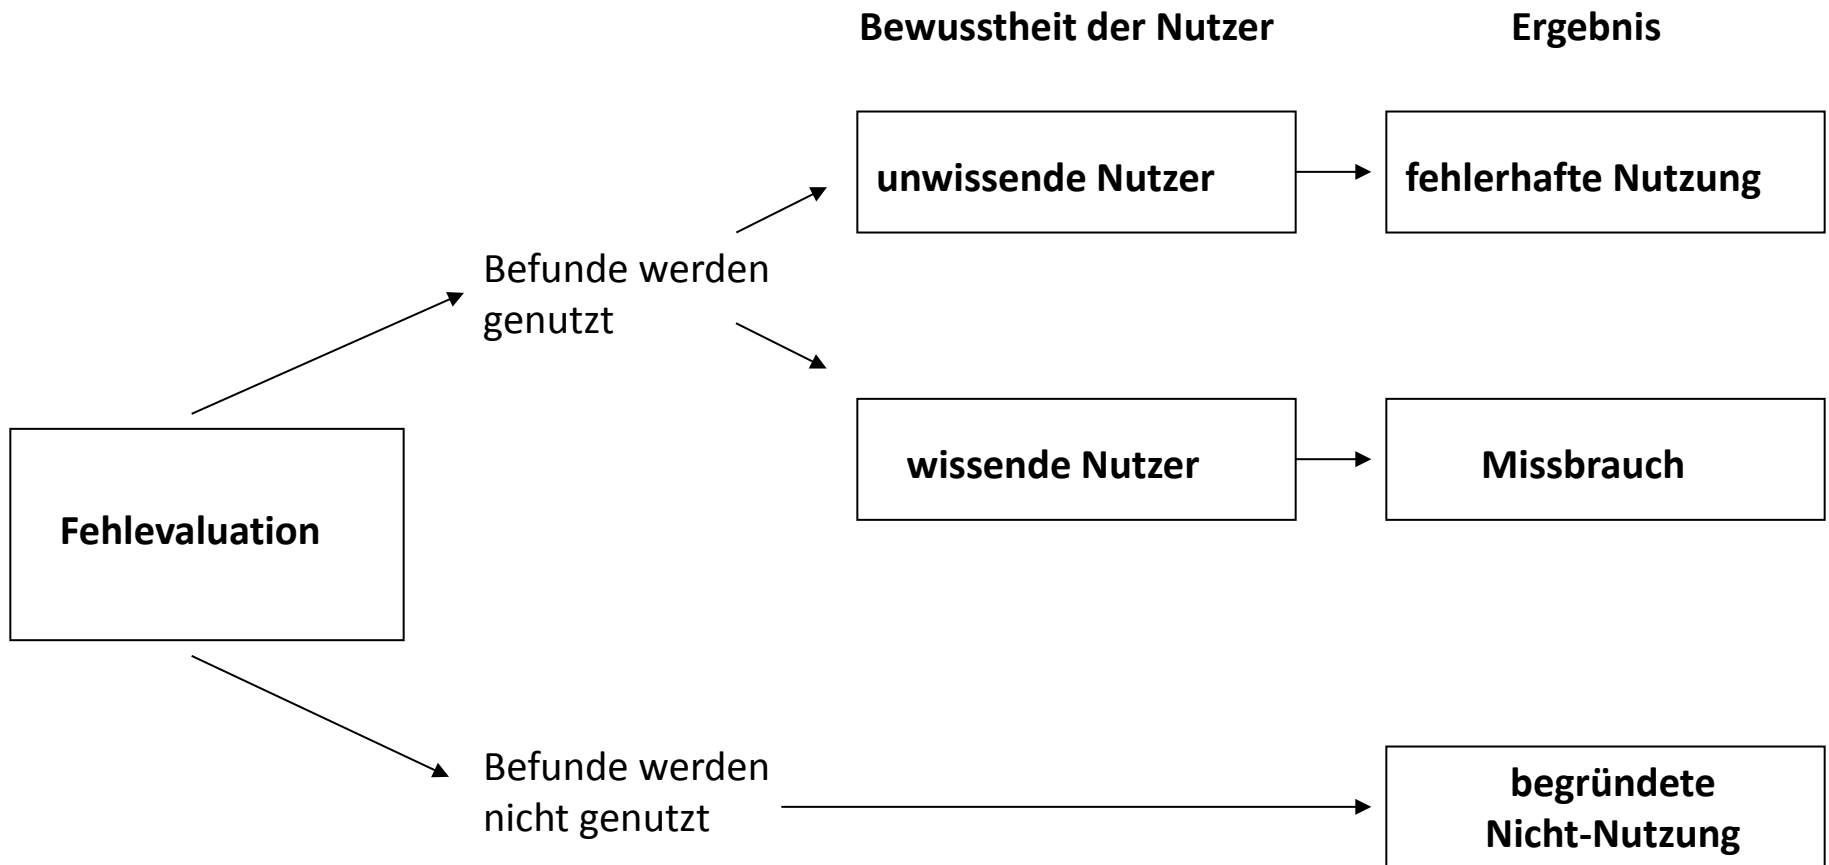 Bewusstheit der Nutzer
Ergebnis
unwissende Nutzer
fehlerhafte Nutzung
Befunde werden
genutzt
wissende Nutzer
Missbrauch
Fehlevaluation
Befunde werden
nicht genutzt
begründete
Nicht-Nutzung